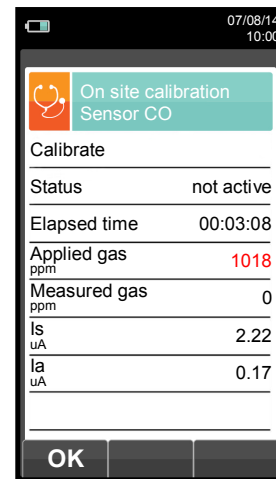 07/08/14
10:00
On site calibration
Sensor CO
Calibrate
Status not active
Elapsed time 00:03:08
Applied gas 1018
ppm
Measured gas 0
ppm
Is 2.22
uA
Ia 0.17
uA
OK